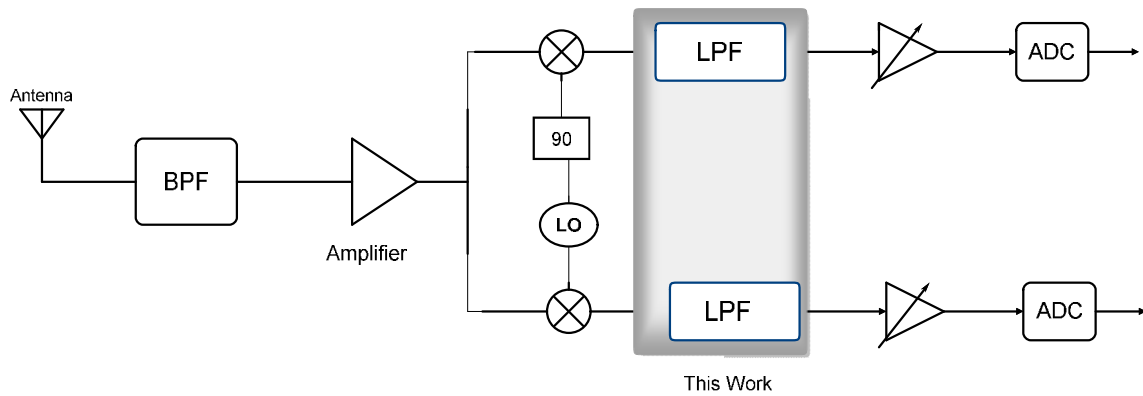 LPF
ADC
Antenna
90
BPF
LO
Amplifier
LPF
ADC
This Work